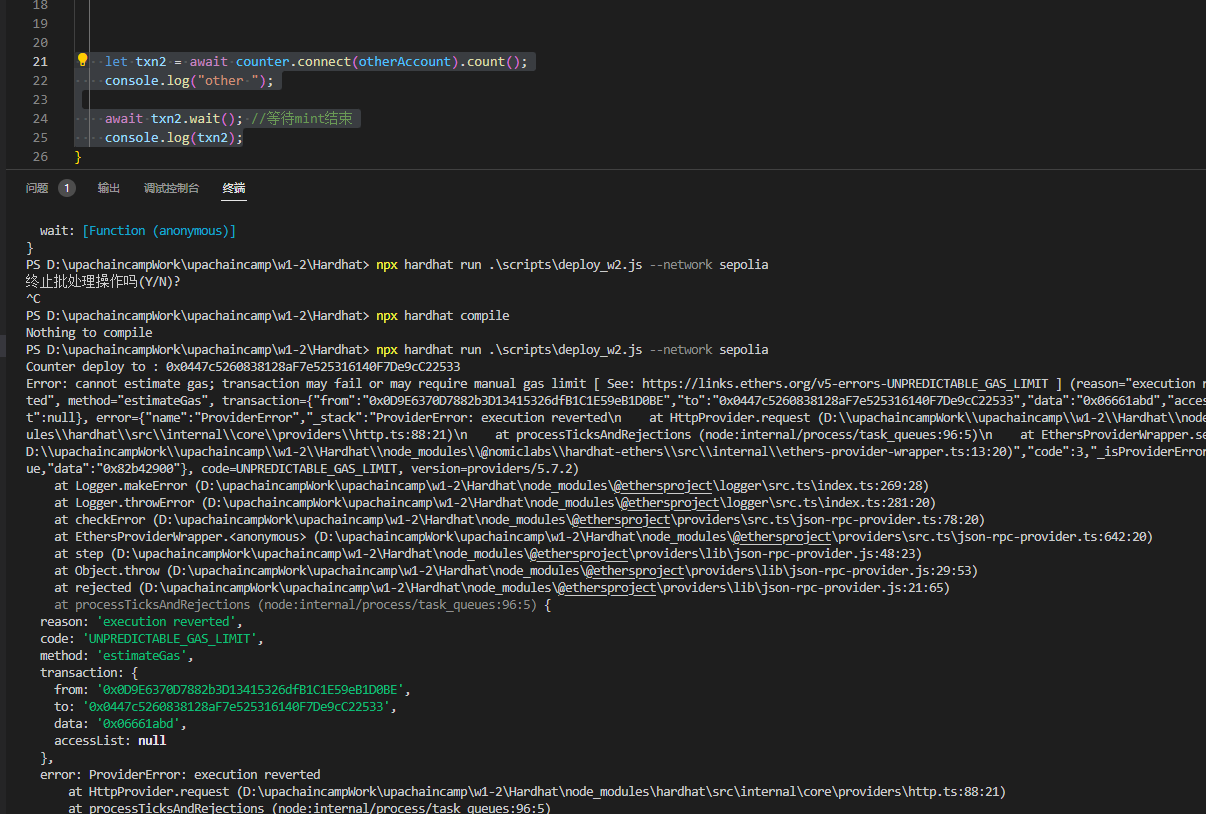 18
19
20
21 let txn2 = await counter.connect(otherAccount).count();
22 console.log("other ");
23
24 await txn2.wait(); //等待mint结束
25 console.log(txn2);
26 }
问题 1 输出 调试控制台 终端
wait: [Function (anonymous)]
}
PS D:\upachaincampWork\upachaincamp\w1-2\Hardhat> npx hardhat run .\scripts\deploy_w2.js --network sepolia
终止批处理操作吗(Y/N)?
^C
PS D:\upachaincampWork\upachaincamp\w1-2\Hardhat> npx hardhat compile
Nothing to compile
PS D:\upachaincampWork\upachaincamp\w1-2\Hardhat> npx hardhat run .\scripts\deploy_w2.js --network sepolia
Counter deploy to : 0x0447c5260838128aF7e525316140F7De9cC22533
Error: cannot estimate gas; transaction may fail or may require manual gas limit [ See: https://links.ethers.org/v5-errors-UNPREDICTABLE_GAS_LIMIT ] (reason="execution r
ted", method="estimateGas", transaction={"from":"0x0D9E6370D7882b3D13415326dfB1C1E59eB1D0BE","to":"0x0447c5260838128aF7e525316140F7De9cC22533","data":"0x06661abd","acces
t":null}, error={"name":"ProviderError","_stack":"ProviderError: execution reverted\n    at HttpProvider.request (D:\\upachaincampWork\\upachaincamp\\w1-2\\Hardhat\\node
ules\\hardhat\\src\\internal\\core\\providers\\http.ts:88:21)\n    at processTicksAndRejections (node:internal/process/task_queues:96:5)\n    at EthersProviderWrapper.se
D:\\upachaincampWork\\upachaincamp\\w1-2\\Hardhat\\node_modules\\@nomiclabs\\hardhat-ethers\\src\\internal\\ethers-provider-wrapper.ts:13:20)","code":3,"_isProviderError
ue,"data":"0x82b42900"}, code=UNPREDICTABLE_GAS_LIMIT, version=providers/5.7.2)
at Logger.makeError (D:\upachaincampWork\upachaincamp\w1-2\Hardhat\node_modules\@ethersproject\logger\src.ts\index.ts:269:28)
at Logger.throwError (D:\upachaincampWork\upachaincamp\w1-2\Hardhat\node_modules\@ethersproject\logger\src.ts\index.ts:281:20)
at checkError (D:\upachaincampWork\upachaincamp\w1-2\Hardhat\node_modules\@ethersproject\providers\src.ts\json-rpc-provider.ts:78:20)
at EthersProviderWrapper.<anonymous> (D:\upachaincampWork\upachaincamp\w1-2\Hardhat\node_modules\@ethersproject\providers\src.ts\json-rpc-provider.ts:642:20)
at step (D:\upachaincampWork\upachaincamp\w1-2\Hardhat\node_modules\@ethersproject\providers\lib\json-rpc-provider.js:48:23)
at Object.throw (D:\upachaincampWork\upachaincamp\w1-2\Hardhat\node_modules\@ethersproject\providers\lib\json-rpc-provider.js:29:53)
at rejected (D:\upachaincampWork\upachaincamp\w1-2\Hardhat\node_modules\@ethersproject\providers\lib\json-rpc-provider.js:21:65)
at processTicksAndRejections (node:internal/process/task_queues:96:5) {
reason: 'execution reverted',
code: 'UNPREDICTABLE_GAS_LIMIT',
method: 'estimateGas',
transaction: {
from: '0x0D9E6370D7882b3D13415326dfB1C1E59eB1D0BE',
to: '0x0447c5260838128aF7e525316140F7De9cC22533',
data: '0x06661abd',
accessList: null
},
error: ProviderError: execution reverted
at HttpProvider.request (D:\upachaincampWork\upachaincamp\w1-2\Hardhat\node_modules\hardhat\src\internal\core\providers\http.ts:88:21)
at processTicksAndRejections (node:internal/process/task_queues:96:5)